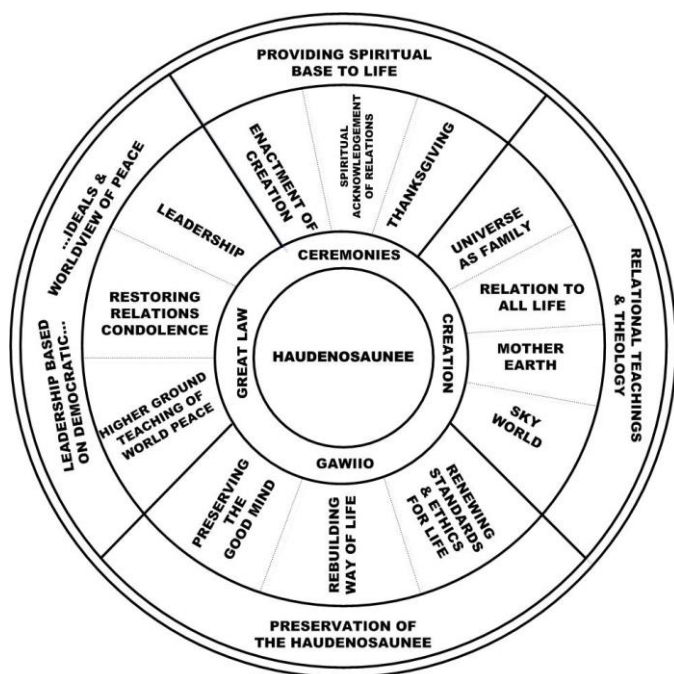 PROVIDING SPIRITUAL
BASE TO LIFE
ENACTMENT OF
CREATION
SPIRITUAL
ACKNOWLEDGEMENT
OF RELATIONS
THANKSGIVING
CEREMONIES
UNIVERSE
AS FAMILY
RELATION TO
ALL LIFE
MOTHER
EARTH
SKY
WORLD
CREATION
RELATIONAL TEACHINGS
& THEOLOGY
HAUDENOSAUNEE
LEADERSHIP BASED
ON DEMOCRATIC....
...IDEALS &
WORLDVIEW OF PEACE
LEADERSHIP
RESTORING
RELATIONS
CONDOLENCE
HIGHER GROUND
TEACHING OF
WORLD PEACE
GREAT LAW
GAWIIO
PRESERVING
THE
GOOD MIND
REBUILDING
WAY OF LIFE
RENEWING
STANDARDS
& ETHICS
FOR LIFE
PRESERVATION OF
THE HAUDENOSAUNEE